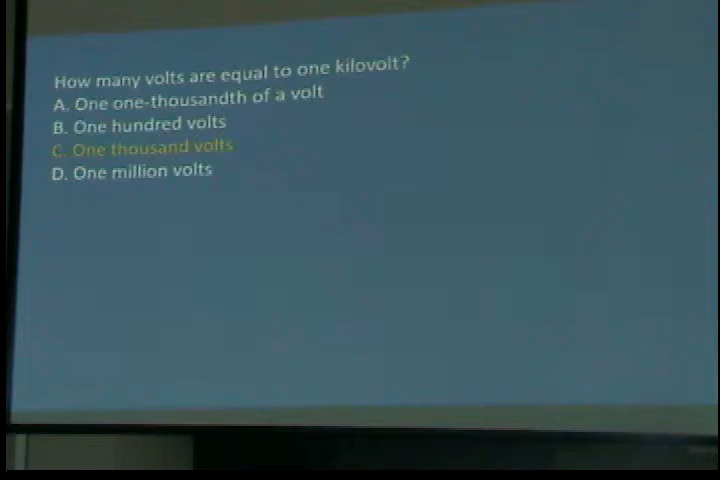 How many volts are equal to one kilovolt?
A. One one-thousandth of a volt
B. One hundred volts
C. One thousand volts
D. One million volts